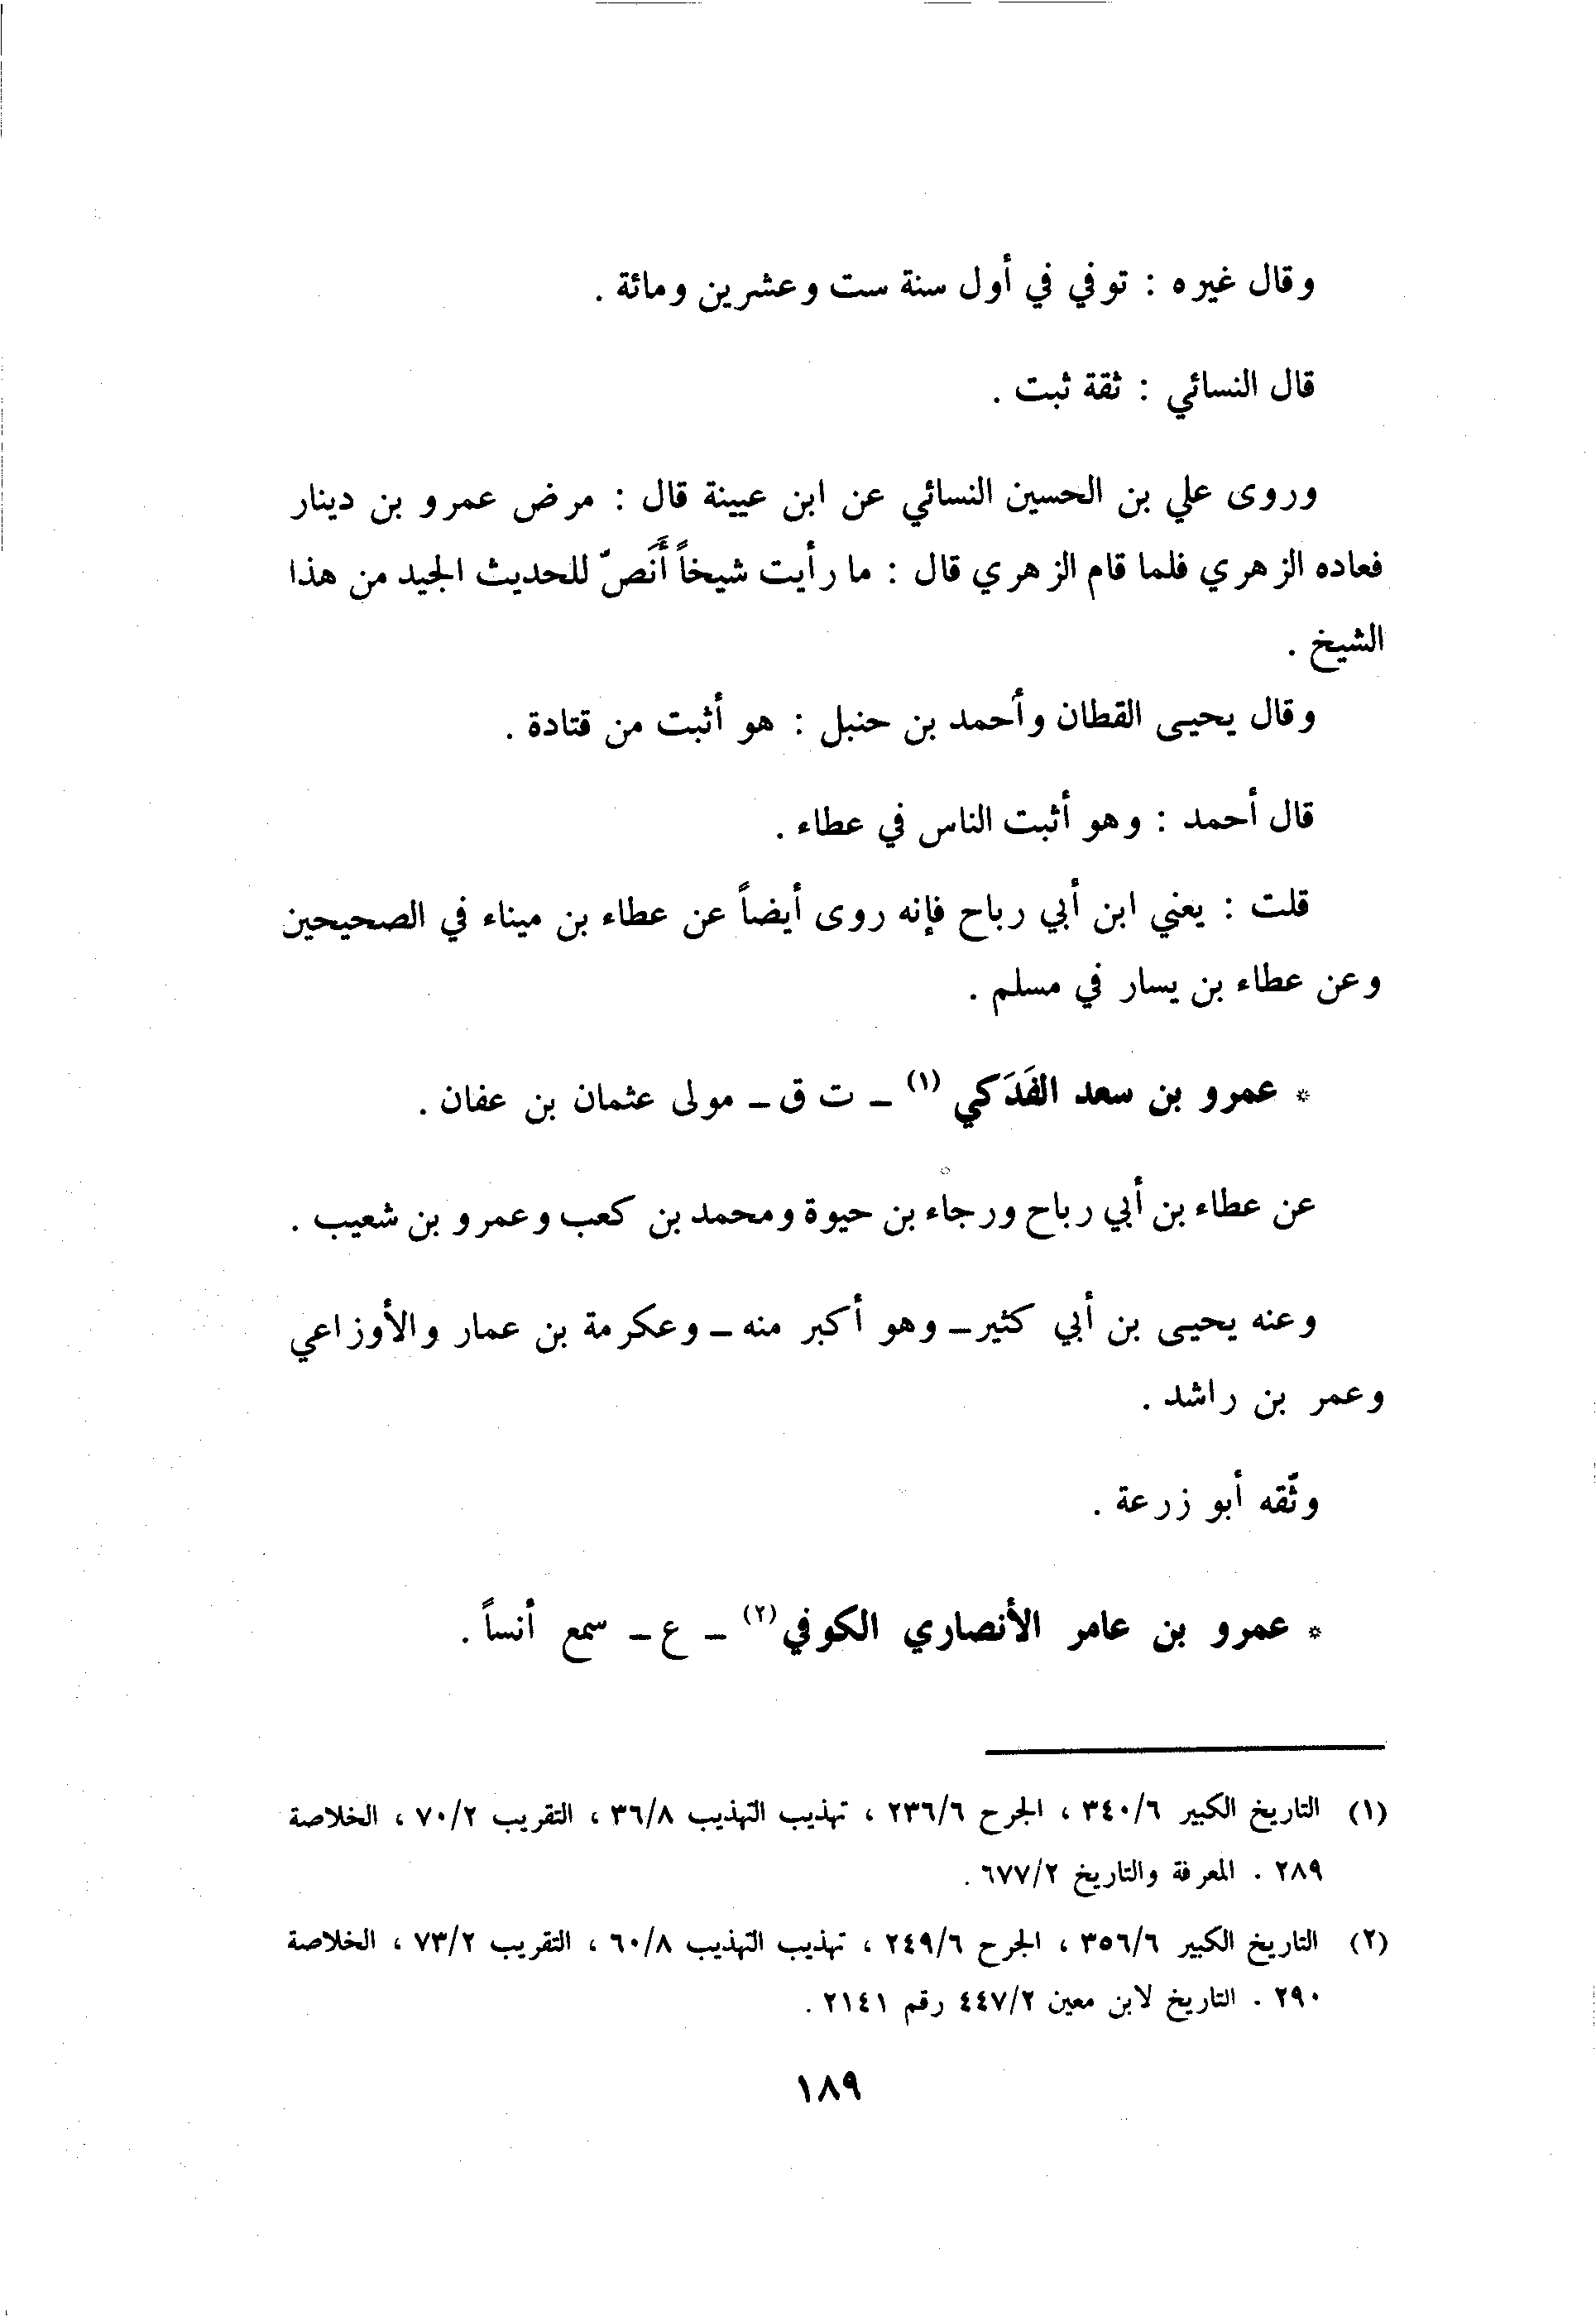 وقال غيره : توفي في أول سنة ست وعشرين ومائة .
قال النسائي : ثقة ثبت .
وروى علي بن الحسين النسائي عن ابن عيينة قال : مرض عمرو بن دينار
فعاده الزهري فلما قام الزهري قال : ما رأيت شيخاً أَنَصّ للحديث الجيد من هذا
الشيخ .
وقال يحيى القطان وأحمد بن حنبل : هو أثبت من قتادة .
قال أحمد : وهو أثبت الناس في عطاء .
قلت : يعني ابن أبي رباح فإنه روى أيضاً عن عطاء بن ميناء في الصحيحين
وعن عطاء بن يسار في مسلم .
* عمرو بن سعد الفَدَكي (١) ـ ت ق ـ مولى عثمان بن عفان .
عن عطاء بن أبي رباح ورجاء بن حيوة ومحمد بن كعب وعمرو بن شعيب .
وعنه يحيى بن أبي كثير ـ وهو أكبر منه ـ وعكرمة بن عمار والأوزاعي
وعمر بن راشد .
وثّقه أبو زرعة .
* عمرو بن عامر الأنصاري الكوفي (٢) ـ ع ـ سمع أنساً .
(١) التاريخ الكبير ٣٤٠/٦ ، الجرح ٢٣٦/٦ ، تهذيب التهذيب ٣٦/٨ ، التقريب ٧٠/٢ ، الخلاصة
٢٨٩ . المعرفة والتاريخ ٦٧٧/٢ .
(٢) التاريخ الكبير ٣٥٦/٦ ، الجرح ٢٤٩/٦ ، تهذيب التهذيب ٦٠/٨ ، التقريب ٧٣/٢ ، الخلاصة
٢٩٠ . التاريخ لابن معين ٤٤٧/٢ رقم ٢١٤١ .
١٨٩